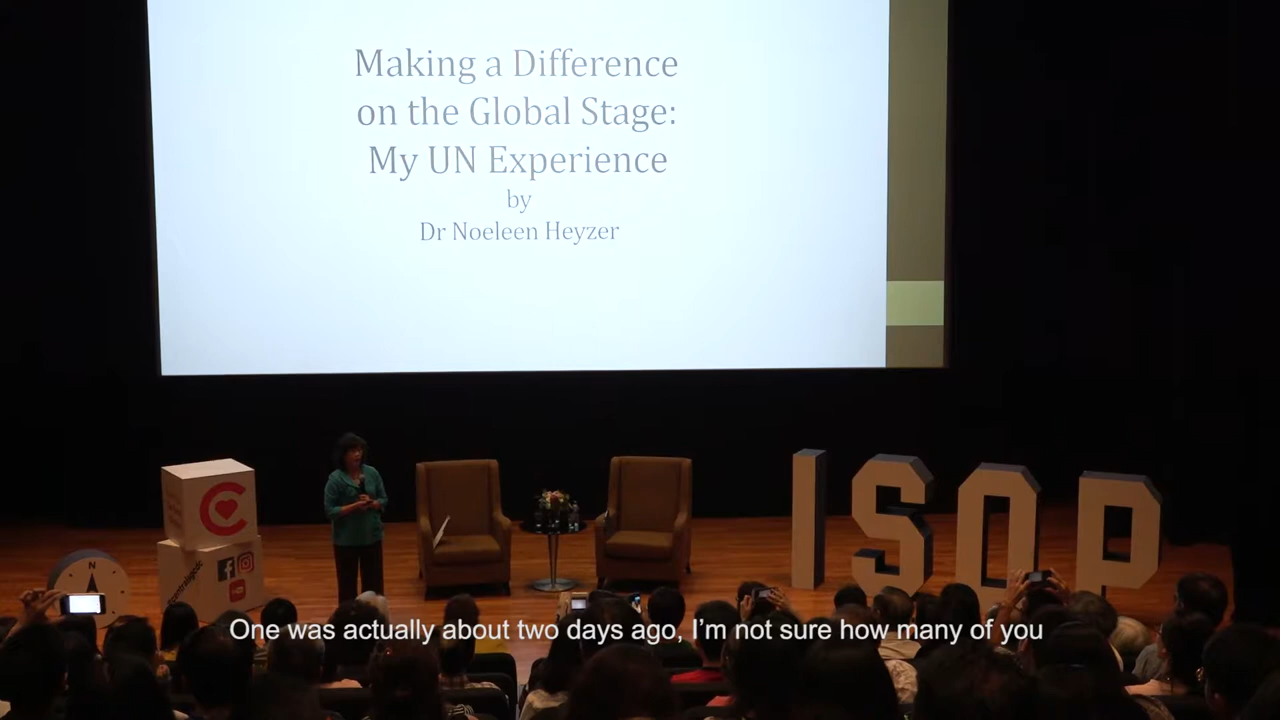 Making a Difference
on the Global Stage:
My UN Experience
by
Dr Noeleen Heyzer
N
ISOP
One was actually about two days ago, I'm not sure how many of you